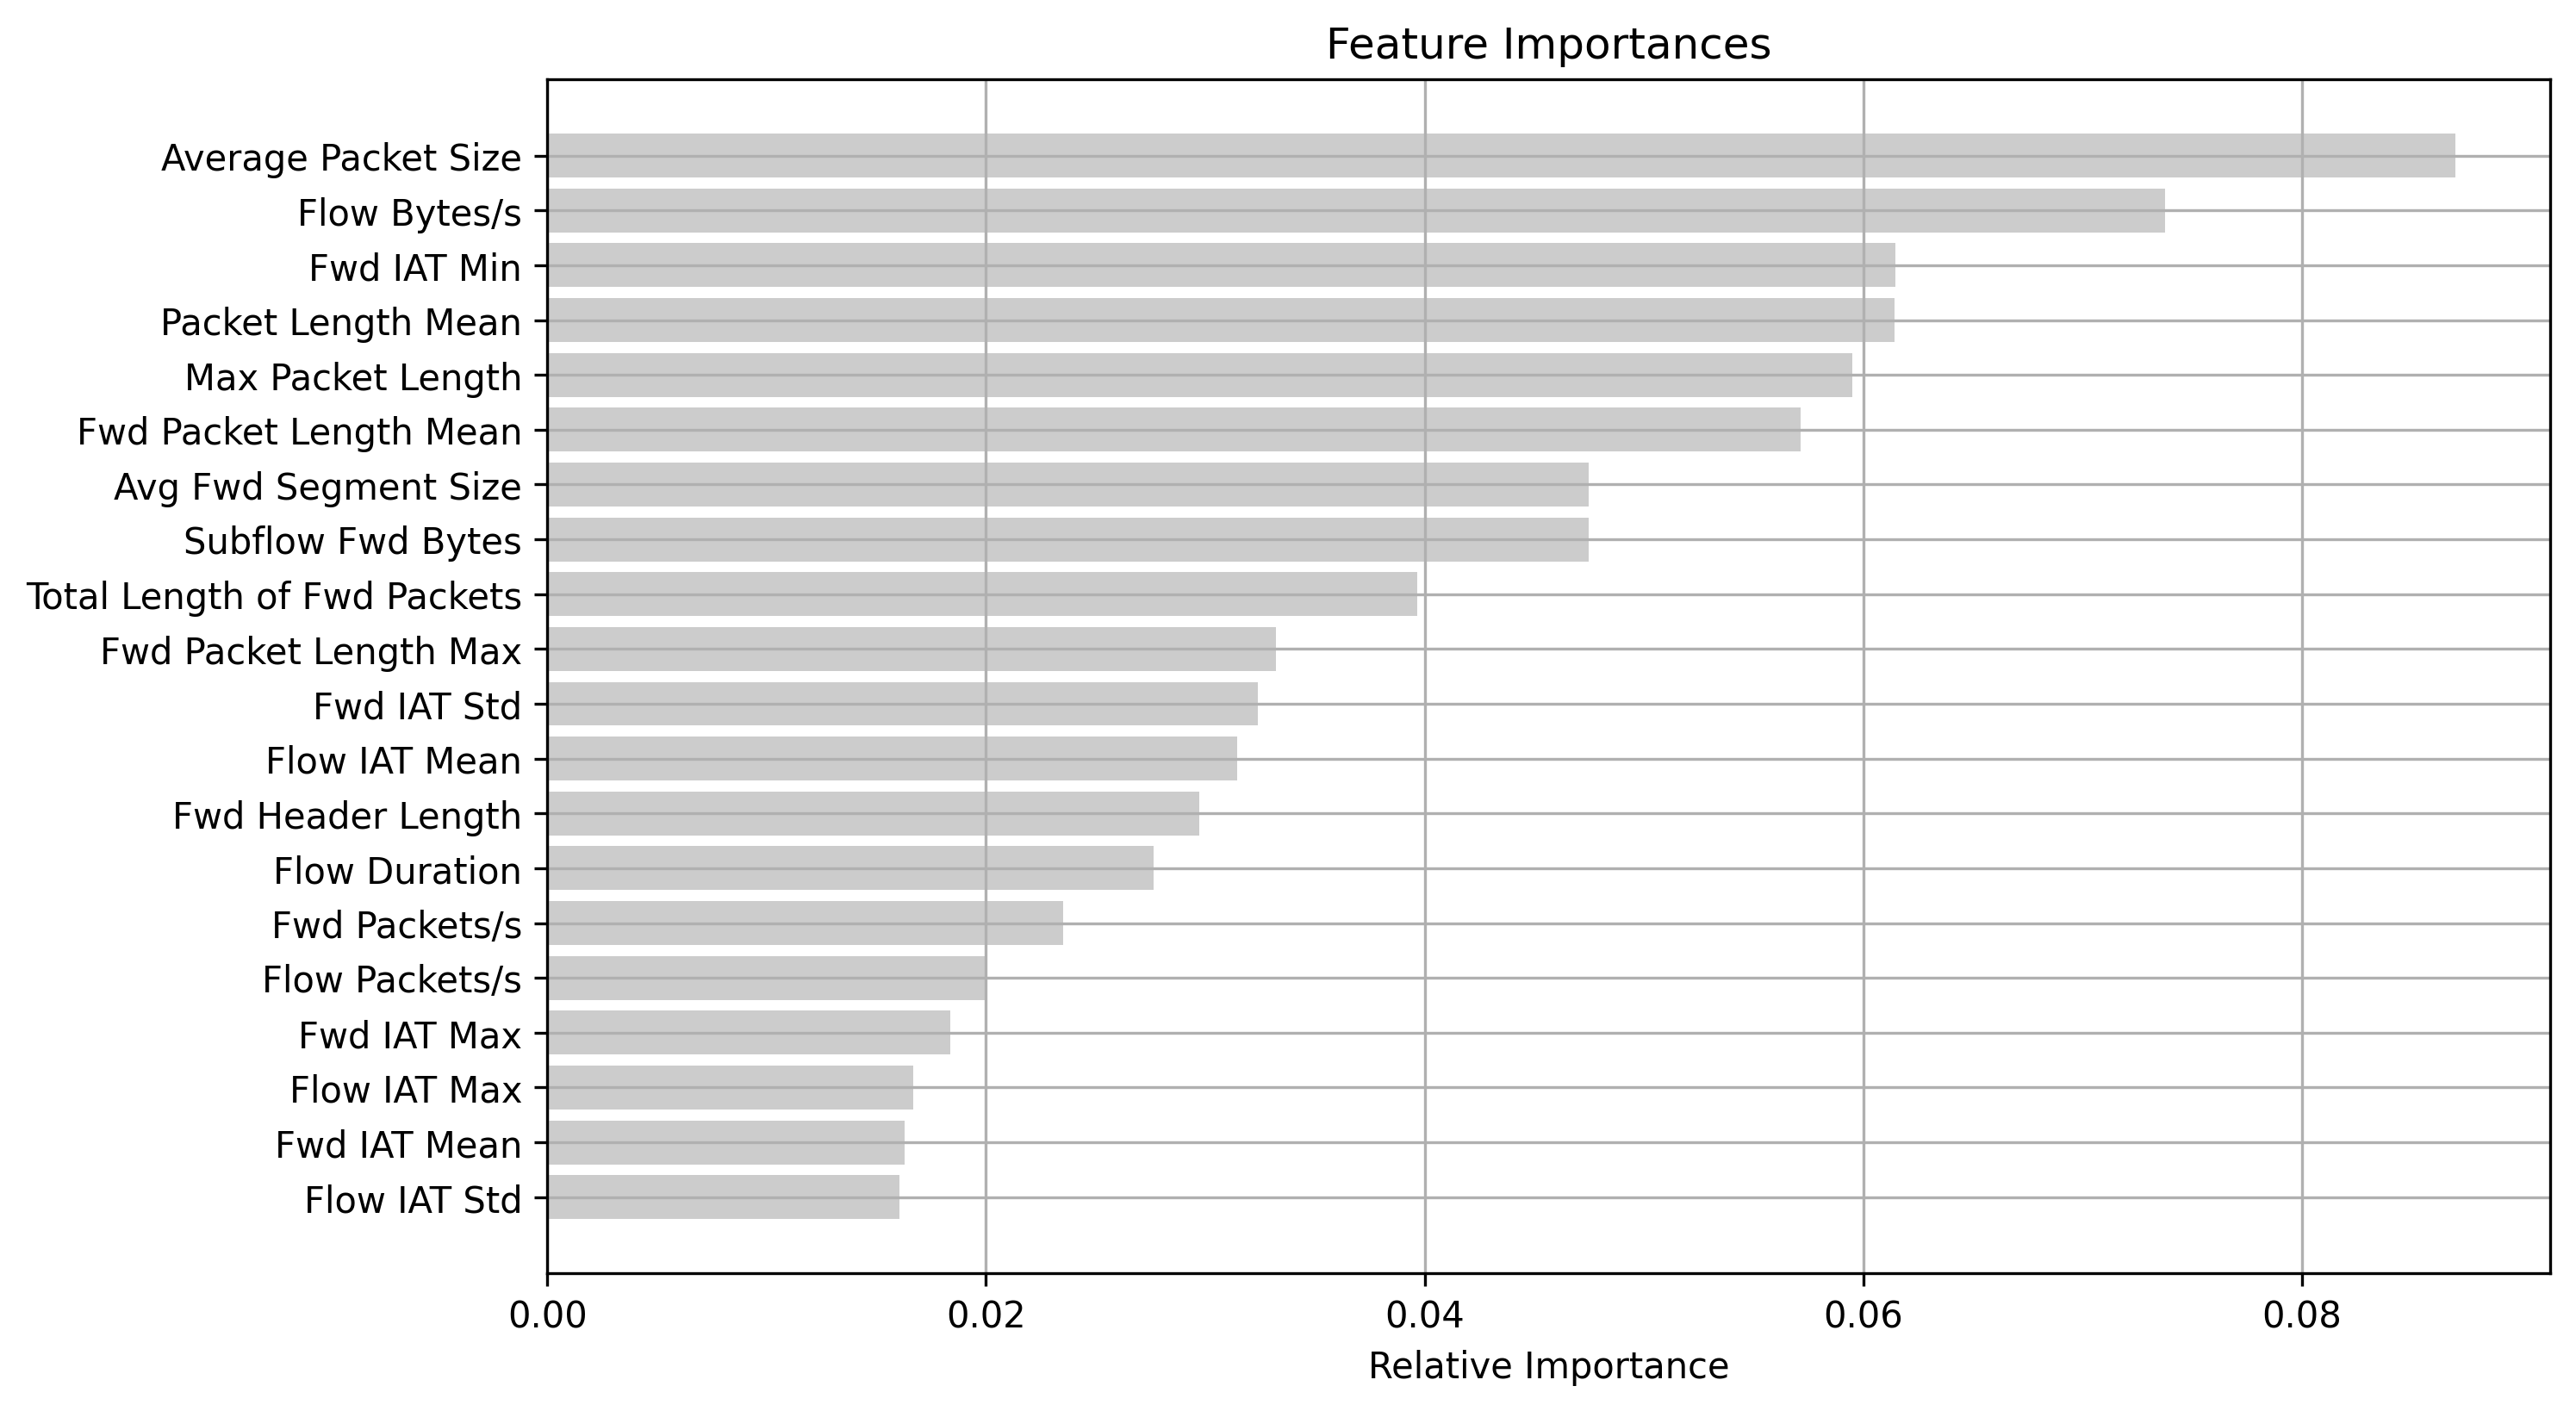 Feature Importances
Average Packet Size
Flow Bytes/s
Fwd IAT Min
Packet Length Mean
Max Packet Length
Fwd Packet Length Mean
Avg Fwd Segment Size
Subflow Fwd Bytes
Total Length of Fwd Packets
Fwd Packet Length Max
Fwd IAT Std
Flow IAT Mean
Fwd Header Length
Flow Duration
Fwd Packets/s
Flow Packets/s
Fwd IAT Max
Flow IAT Max
Fwd IAT Mean
Flow IAT Std
0.00 0.02 0.04 0.06 0.08
Relative Importance